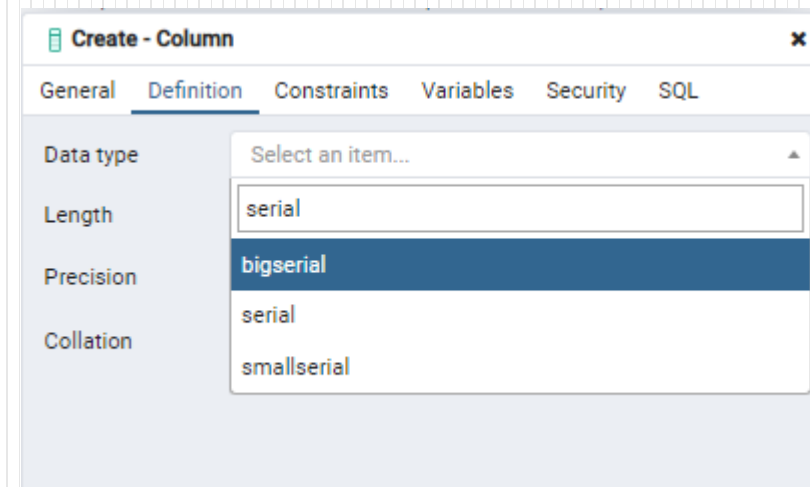 Create - Column
General Definition Constraints Variables Security SQL
Data type Select an item...
Length serial
bigserial
Precision
serial
Collation
smallserial